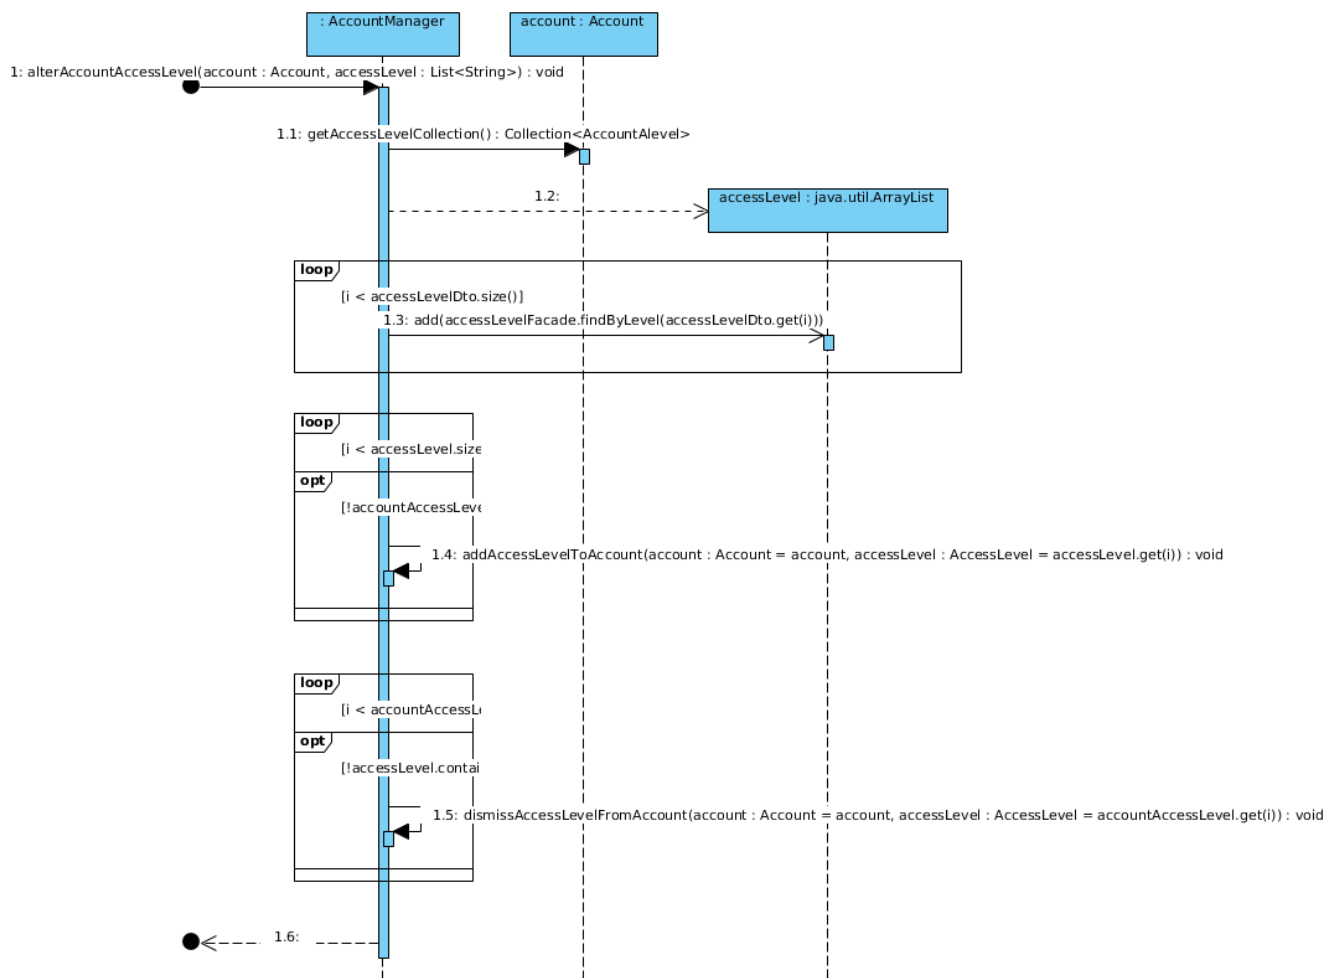 : AccountManager
account : Account
1: alterAccountAccessLevel(account : Account, accessLevel : List<String>) : void
1.1: getAccessLevelCollection() : Collection<AccountAlevel>
1.2:
accessLevel : java.util.ArrayList
loop
[i < accessLevelDto.size()]
1.3: add(accessLevelFacade.findByLevel(accessLevelDto.get(i)))
loop
[i < accessLevel.size
opt
[!accountAccessLeve
1.4: addAccessLevelToAccount(account : Account = account, accessLevel : AccessLevel = accessLevel.get(i)) : void
loop
[i < accountAccessLe
opt
[!accessLevel.contai
1.5: dismissAccessLevelFromAccount(account : Account = account, accessLevel : AccessLevel = accountAccessLevel.get(i)) : void
1.6: